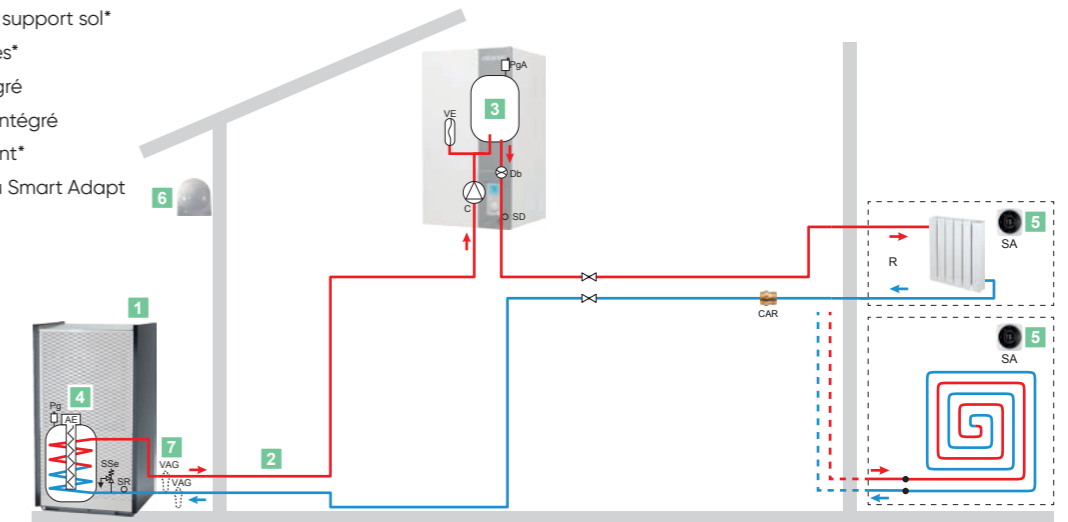 support sol*
es*
gré
ntégré
nt*
Smart Adapt
6
PgA
3
VE
Db
C
SD
5
SA
R
CAR
5
SA
1
4
Pg
AE
SSe
SR
7
VAG
VAG
2